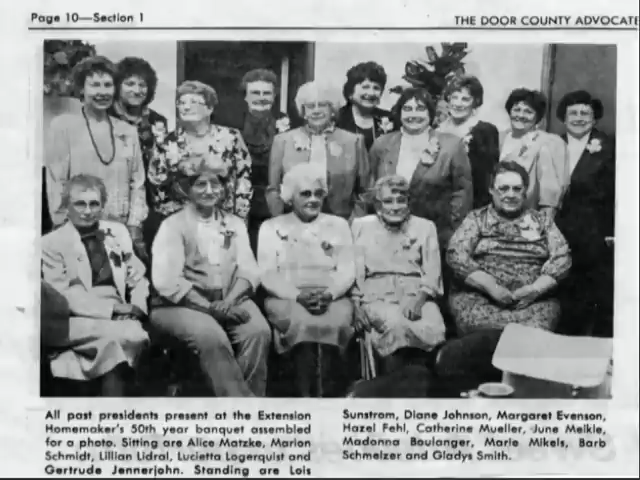 Page 10—Section 1
THE DOOR COUNTY ADVOCATE
All past presidents present at the Extension
Homemaker's 50th year banquet assembled
for a photo. Sitting are Alice Matzke, Marion
Schmidt, Lillian Lidral, Lucietta Logerquist and
Gertrude Jennerjohn. Standing are Lois
Sunstrom, Diane Johnson, Margaret Evenson,
Hazel Fehl, Catherine Mueller, June Meikle,
Madonna Boulanger, Marie Mikels, Barb
Schmelzer and Gladys Smith.